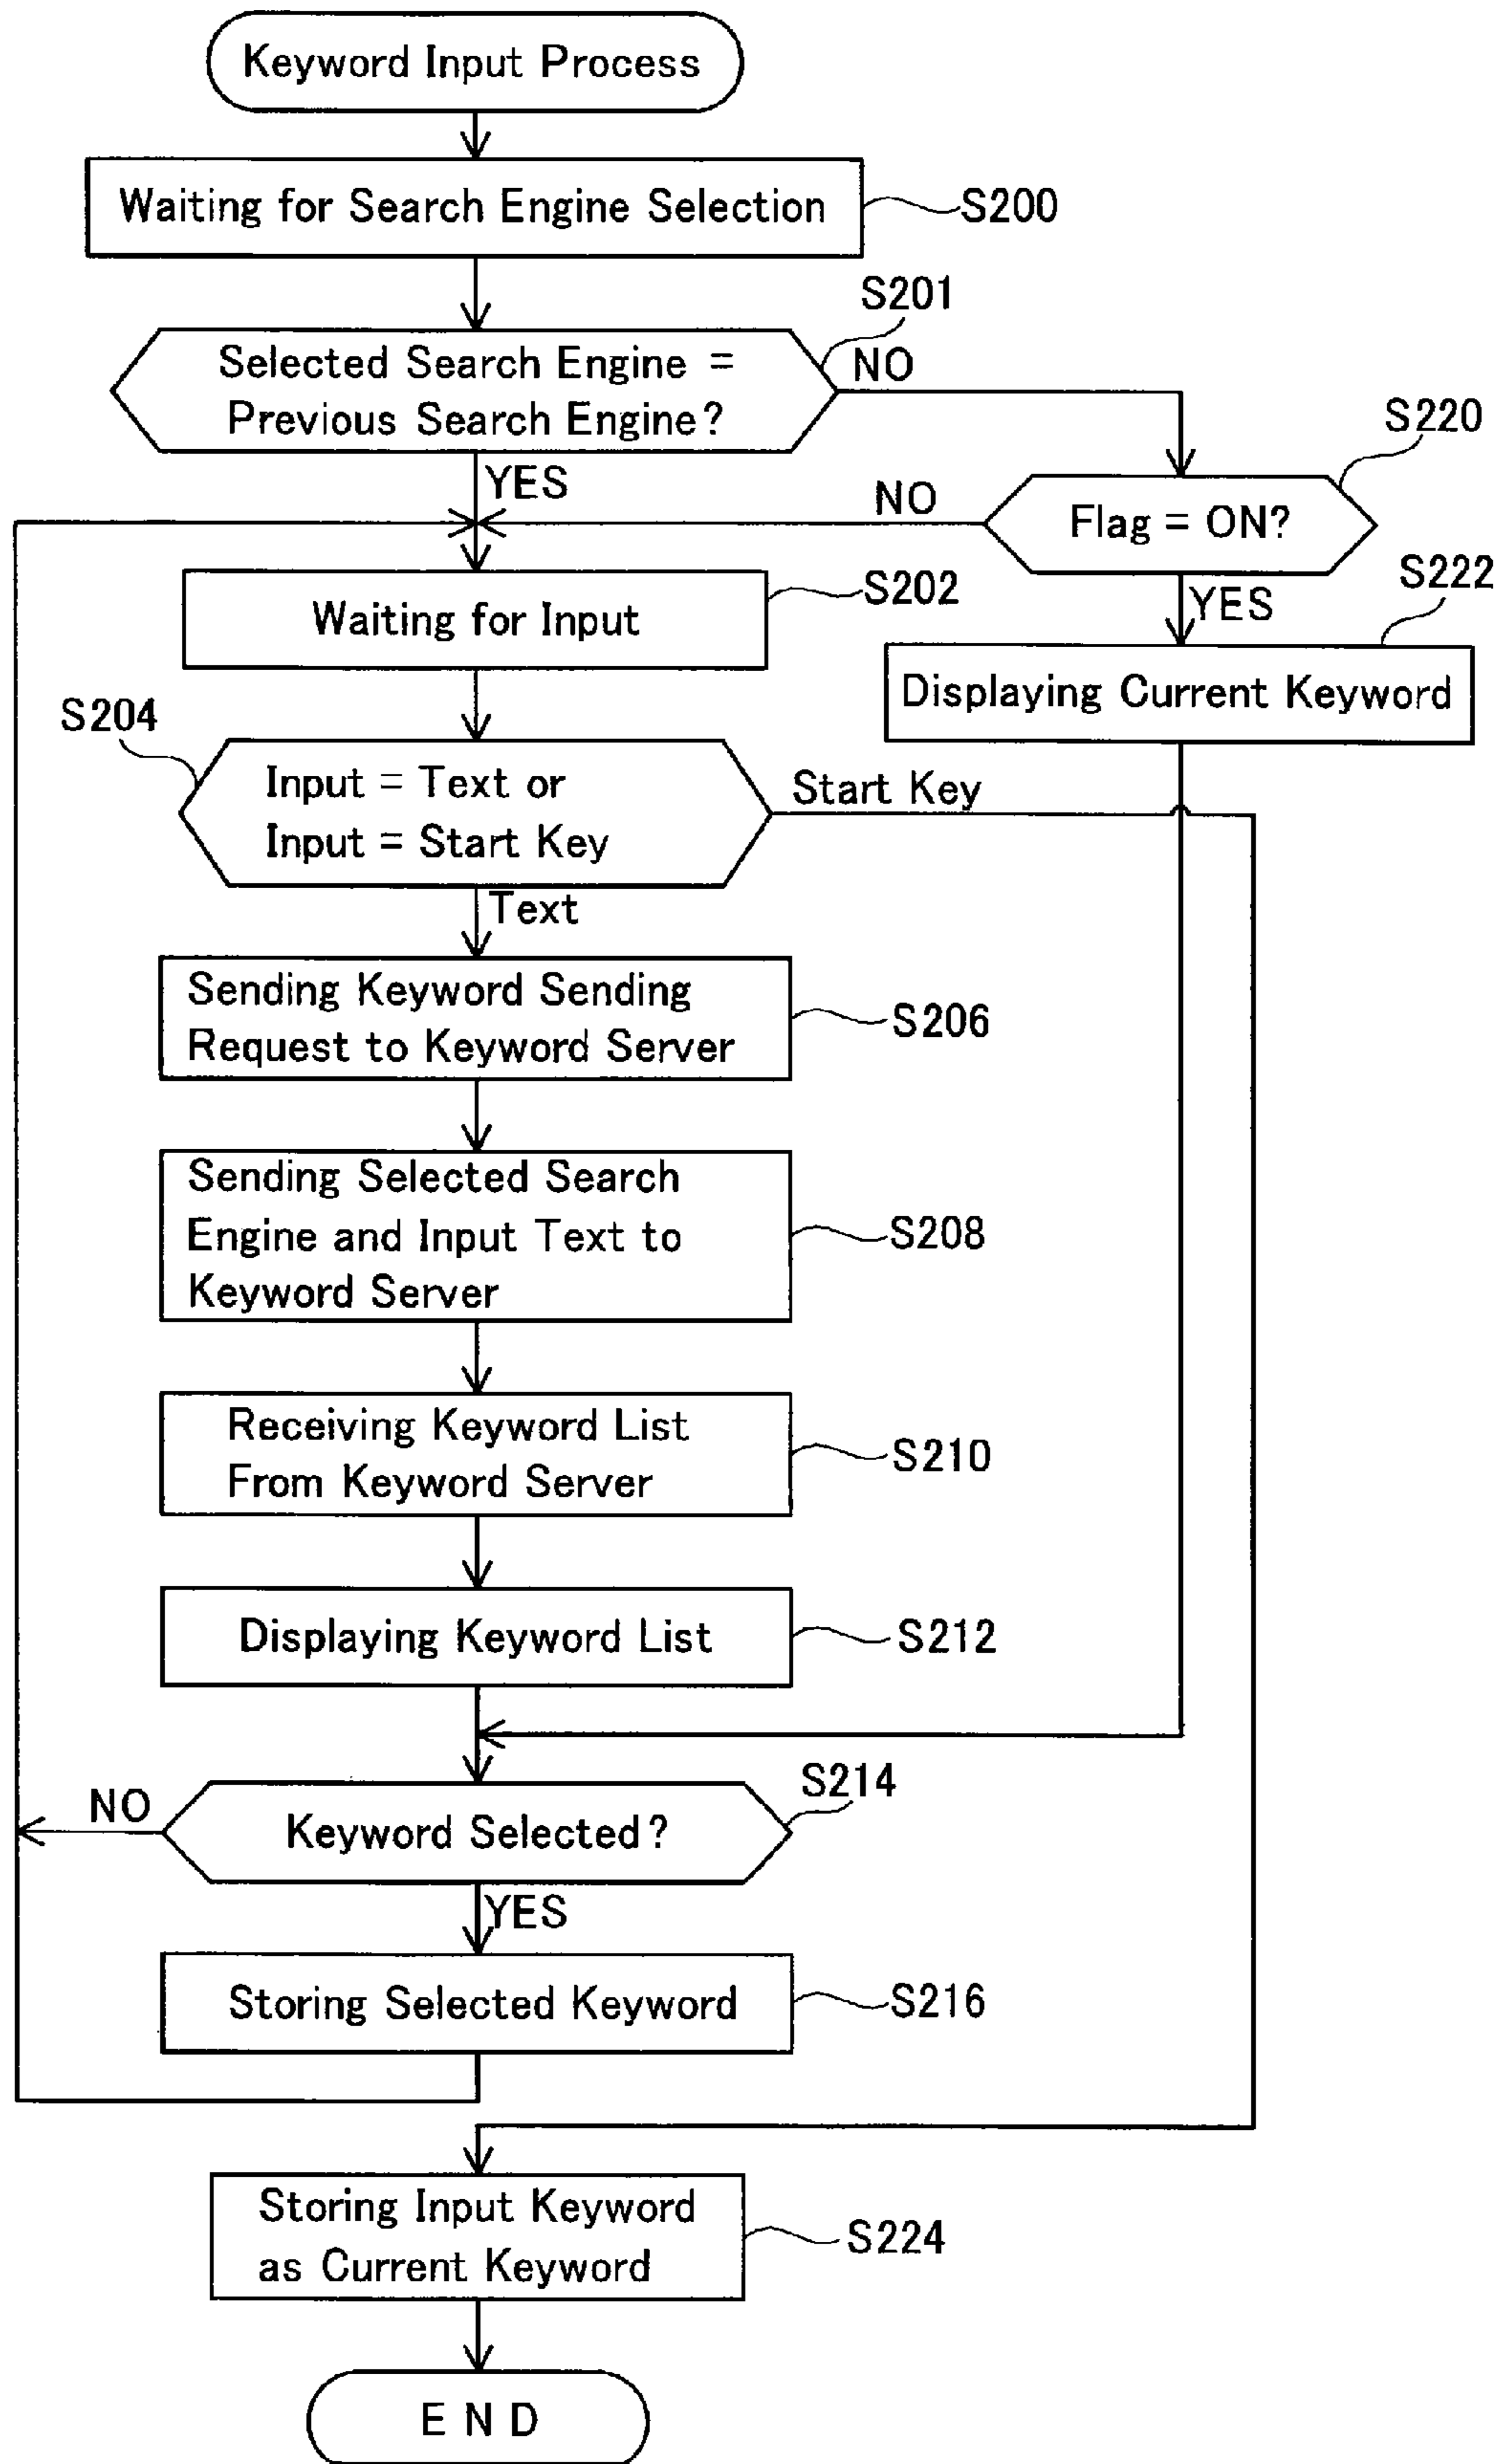 Keyword Input Process
Waiting for Search Engine Selection
S200
S201
Selected Search Engine =
Previous Search Engine?
NO
S220
YES
NO
Flag = ON?
S202
S222
Waiting for Input
YES
Displaying Current Keyword
S204
Input = Text or
Input = Start Key
Start Key
Text
Sending Keyword Sending
Request to Keyword Server
S206
Sending Selected Search
Engine and Input Text to
Keyword Server
S208
Receiving Keyword List
From Keyword Server
S210
Displaying Keyword List
S212
S214
NO
Keyword Selected?
YES
Storing Selected Keyword
S216
Storing Input Keyword
as Current Keyword
S224
END